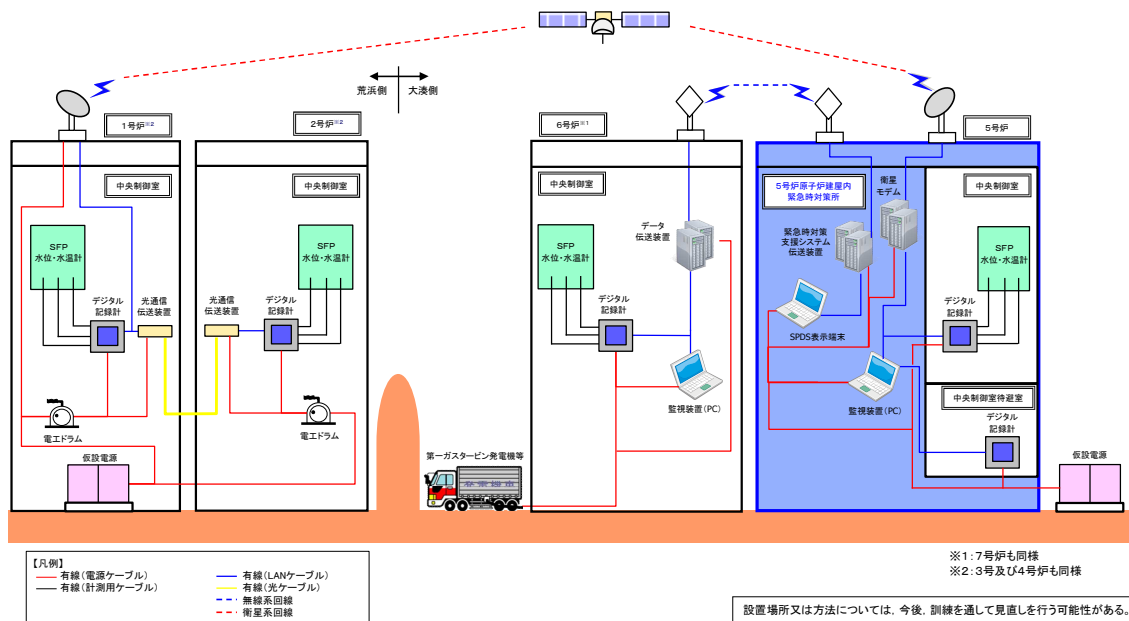 荒浜側
大湊側
1号炉※2
2号炉※2
6号炉※1
5号炉
中央制御室
中央制御室
中央制御室
5号炉原子炉建屋内
緊急時対策所
衛星
モデム
中央制御室
SFP
水位・水温計
SFP
水位・水温計
SFP
水位・水温計
データ
伝送装置
緊急時対策
支援システム
伝送装置
SFP
水位・水温計
デジタル
記録計
光通信
伝送装置
光通信
伝送装置
デジタル
記録計
デジタル
記録計
デジタル
記録計
SPDS表示端末
監視装置(PC)
監視装置(PC)
中央制御室待避室
デジタル
記録計
電工ドラム
電工ドラム
仮設電源
第一ガスタービン発電機等
仮設電源
【凡例】
有線(電源ケーブル)
有線(計測用ケーブル)
有線(LANケーブル)
有線(光ケーブル)
無線系回線
衛星系回線
※1:7号炉も同様
※2:3号及び4号炉も同様
設置場所又は方法については,今後,訓練を通して見直しを行う可能性がある。